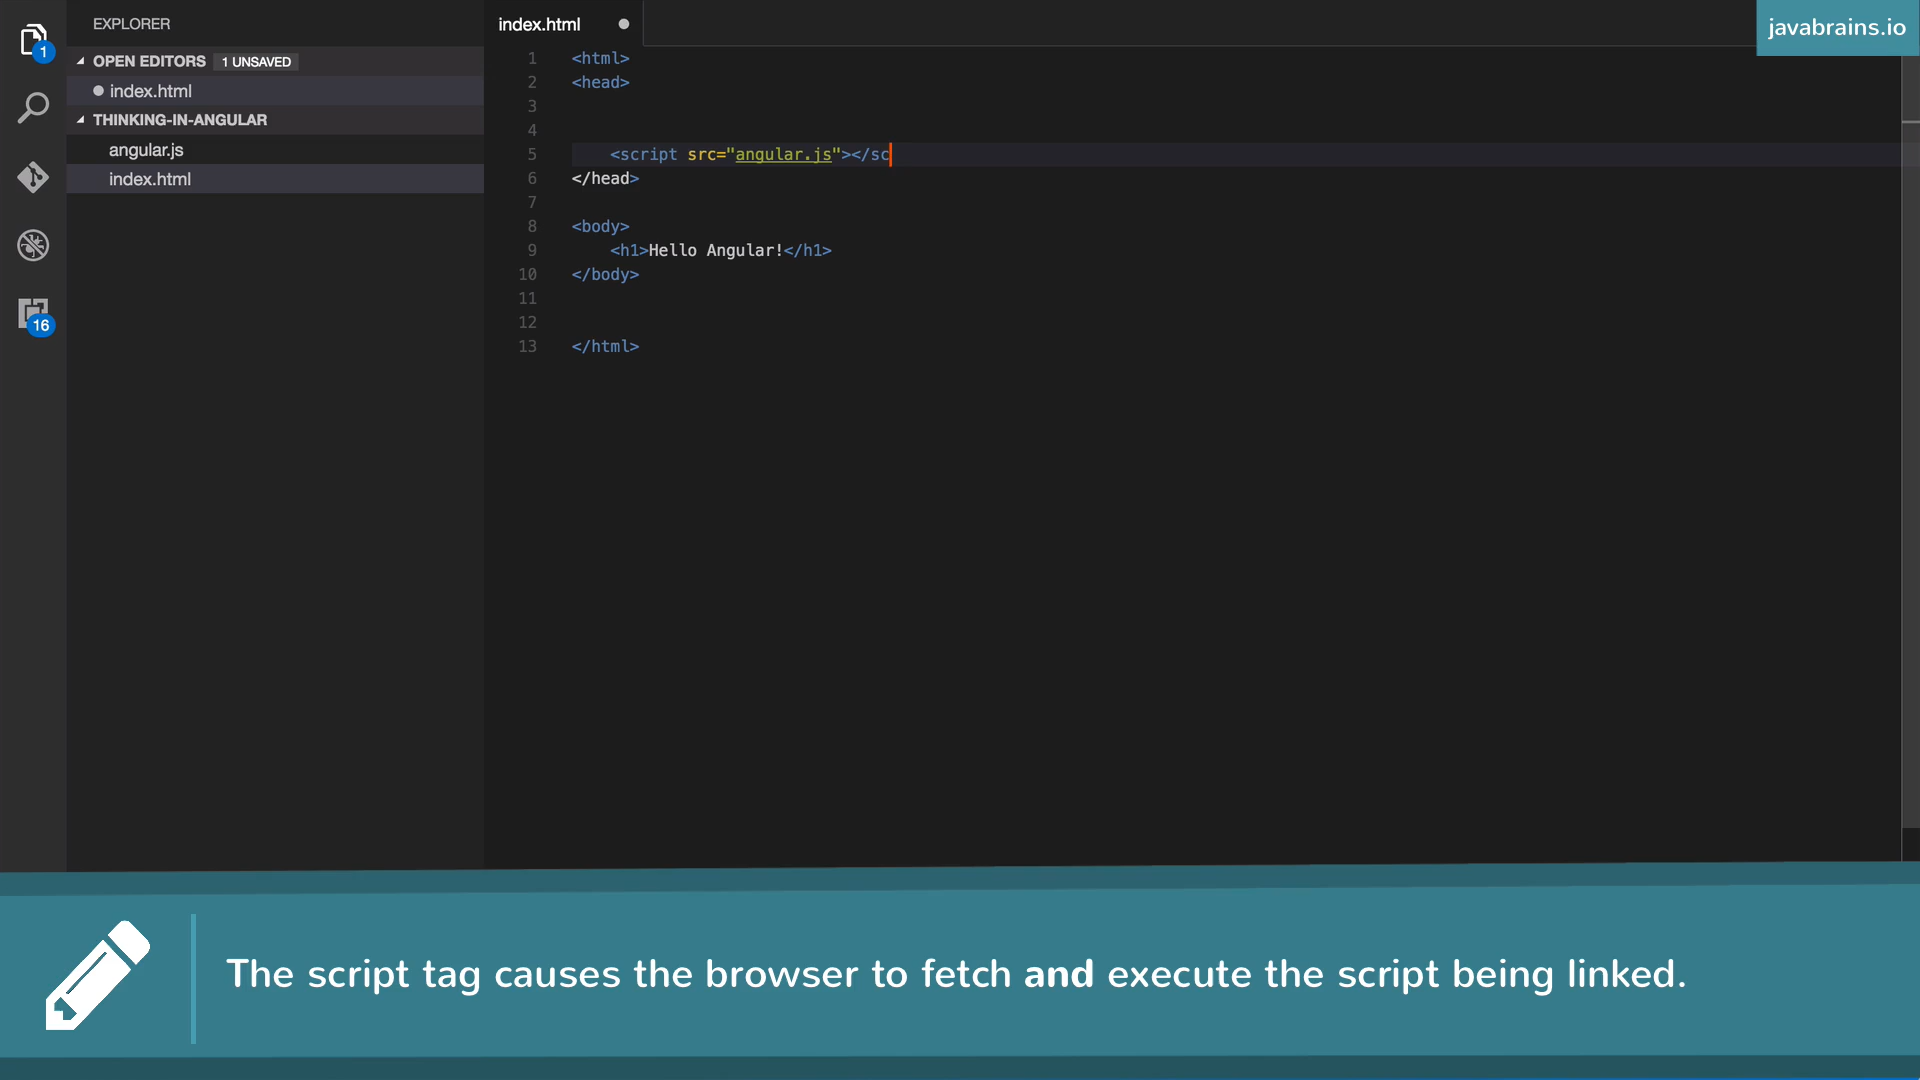 EXPLORER
index.html
javabrains.io
1
OPEN EDITORS 1 UNSAVED
index.html
THINKING-IN-ANGULAR
angular.js
index.html
16
1 <html>
2 <head>
3
4
5 <script src="angular.js"></sc
6 </head>
7
8 <body>
9 <h1>Hello Angular!</h1>
10 </body>
11
12
13 </html>
The script tag causes the browser to fetch and execute the script being linked.